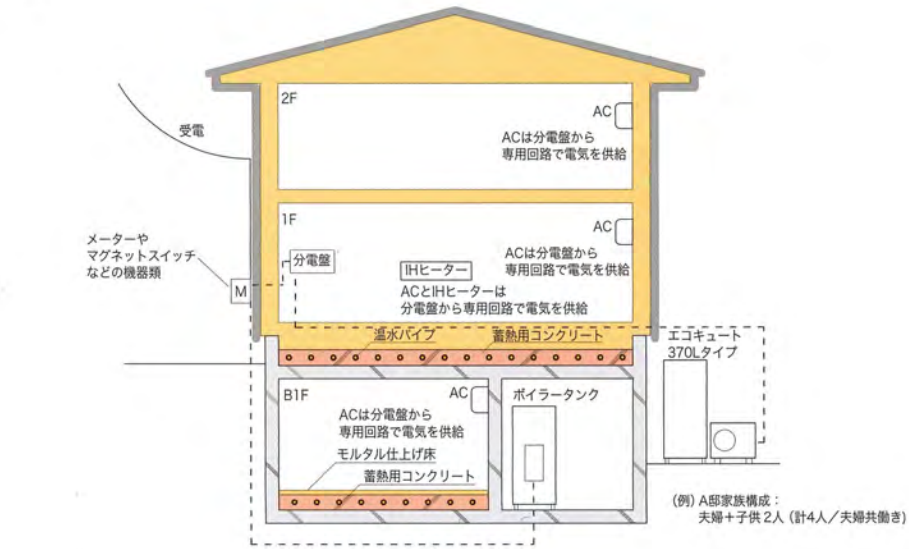 2F
AC
ACは分電盤から
専用回路で電気を供給
受電
1F
AC
ACは分電盤から
専用回路で電気を供給
メーターや
マグネットスイッチ
などの機器類
M
分電盤
IHヒーター
ACとIHヒーターは
分電盤から専用回路で電気を供給
温水パイプ
蓄熱用コンクリート
エコキュート
370Lタイプ
B1F
AC
ACは分電盤から
専用回路で電気を供給
モルタル仕上げ床
蓄熱用コンクリート
ボイラータンク
(例) A邸家族構成：
夫婦＋子供2人 (計4人／夫婦共働き)